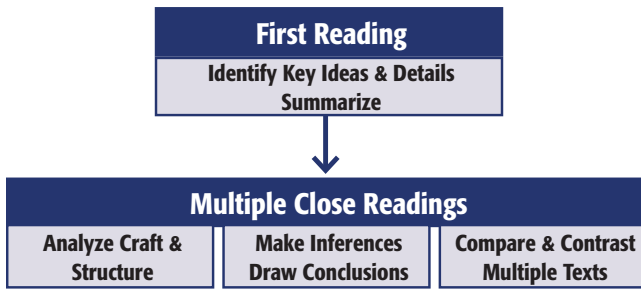 First Reading
Identify Key Ideas & Details
Summarize
Multiple Close Readings
Analyze Craft &
Structure
Make Inferences
Draw Conclusions
Compare & Contrast
Multiple Texts